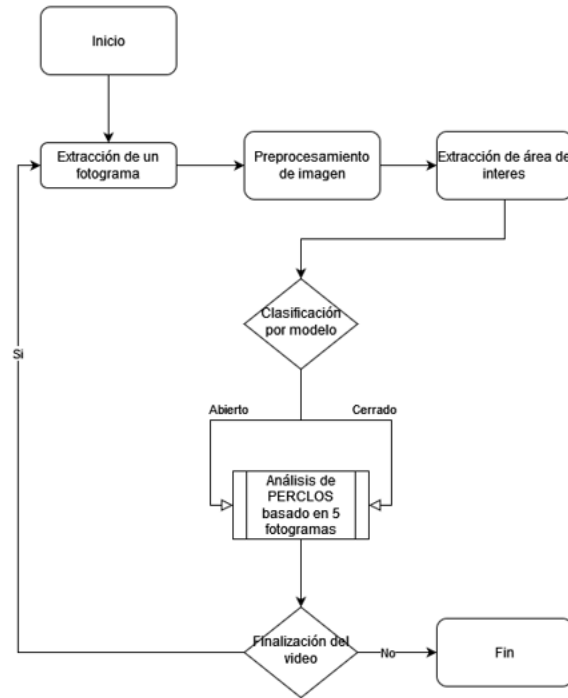 Inicio
Extracción de un
fotograma
Preprocesamiento
de imagen
Extracción de área de
interes
Clasificación
por modelo
Abierto
Cerrado
Análisis de
PERCLOS
basado en 5
fotogramas
Si
Finalización del
video
No
Fin